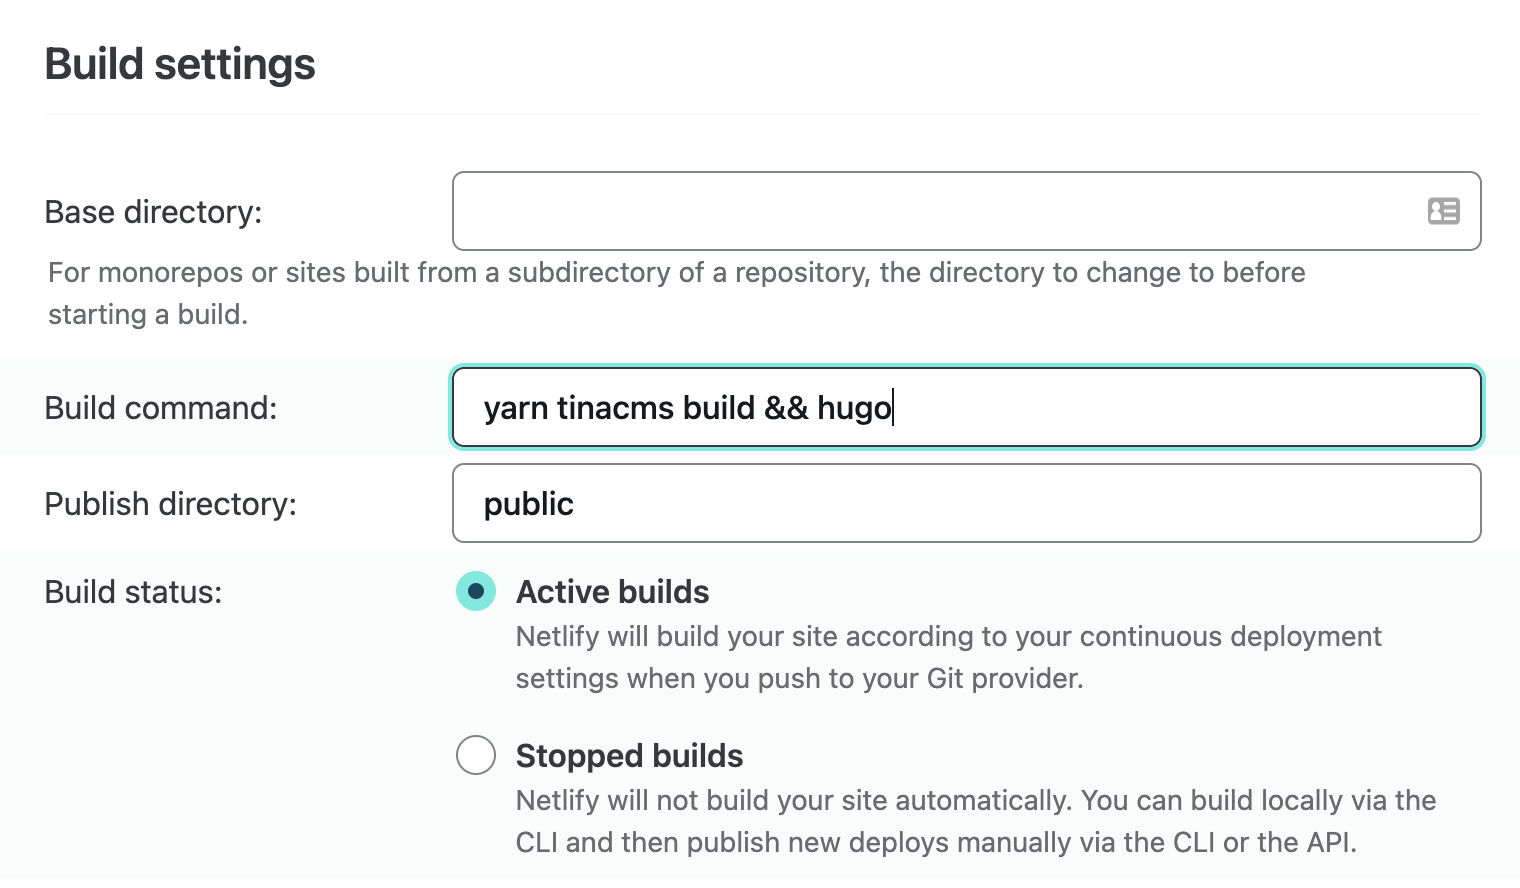 Build settings
Base directory:
For monorepos or sites built from a subdirectory of a repository, the directory to change to before
starting a build.
Build command:
yarn tinacms build && hugo
Publish directory:
public
Build status:
Active builds
Netlify will build your site according to your continuous deployment
settings when you push to your Git provider.
Stopped builds
Netlify will not build your site automatically. You can build locally via the
CLI and then publish new deploys manually via the CLI or the API.